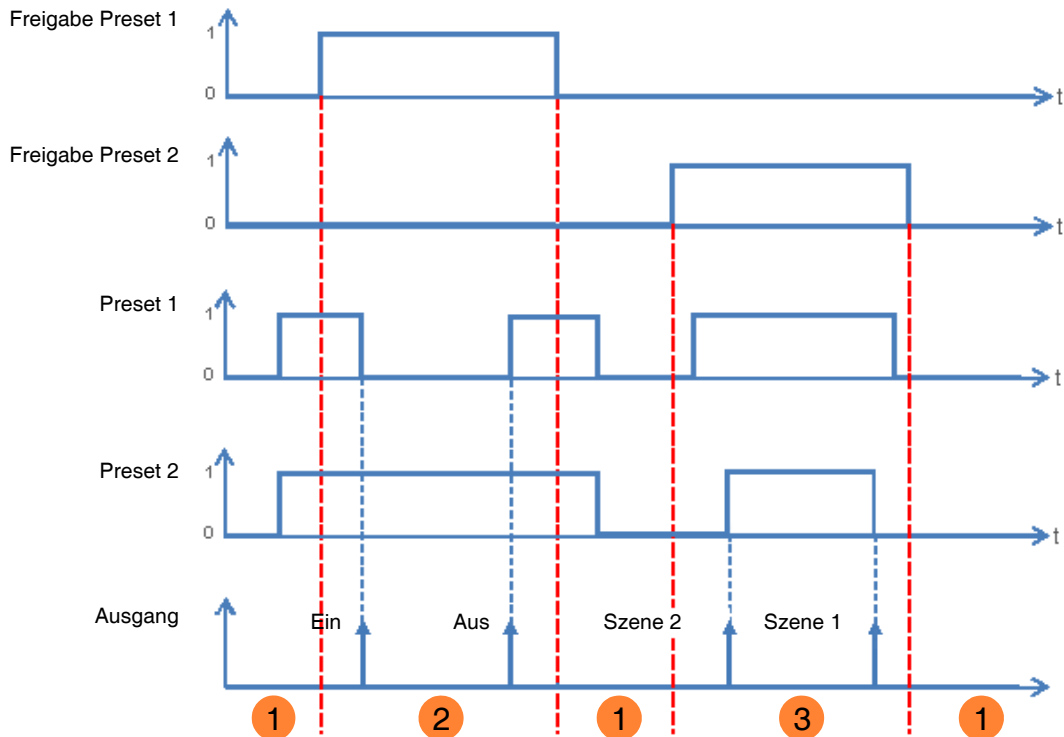 Freigabe Preset 1
1
0
t
Freigabe Preset 2
1
0
t
Preset 1
1
0
t
Preset 2
1
0
t
Ausgang
Ein
Aus
Szene 2
Szene 1
1
2
1
3
1